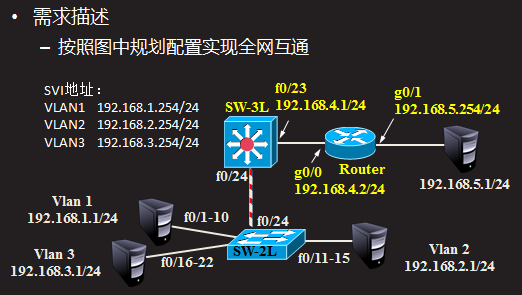 • 需求描述
– 按照图中规划配置实现全网互通
SVI地址：
VLAN1 192.168.1.254/24
VLAN2 192.168.2.254/24
VLAN3 192.168.3.254/24
f0/23
192.168.4.1/24
SW-3L
g0/1
192.168.5.254/24
Router
g0/0
192.168.4.2/24
192.168.5.1/24
f0/24
Vlan 1
192.168.1.1/24
f0/1-10
f0/24
SW-2L
Vlan 3
192.168.3.1/24
f0/16-22
f0/11-15
Vlan 2
192.168.2.1/24